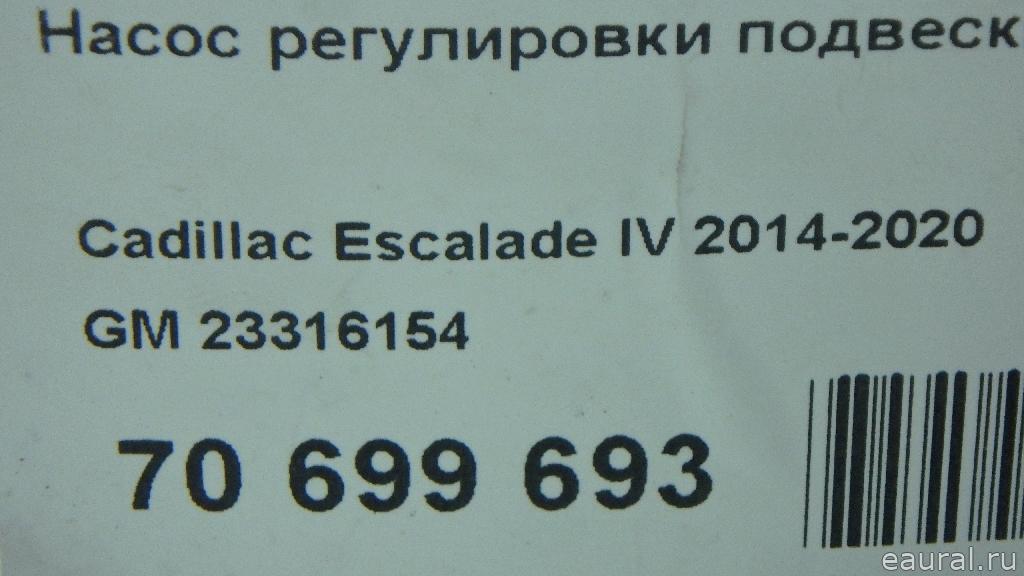 Насос регулировки подвеск
Cadillac Escalade IV 2014-2020
GM 23316154
70 699 693
eaural.ru